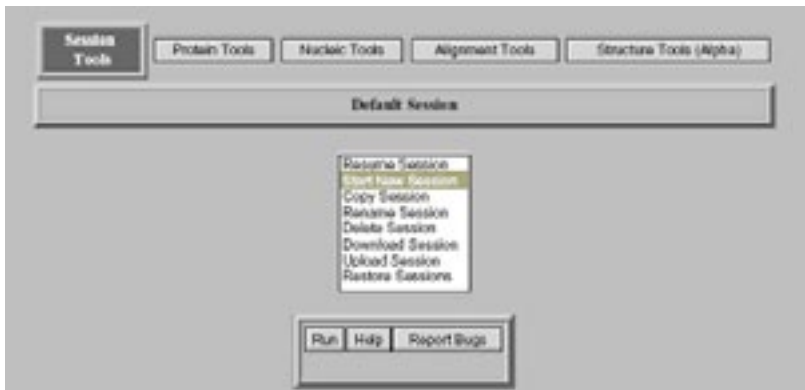 Session
Tools
Protein Tools
Nucleic Tools
Alignment Tools
Structure Tools (Alpha)
Default Session
Resume Session
Start New Session
Copy Session
Rename Session
Delete Session
Download Session
Upload Session
Restore Sessions
Run
Help
Report Bugs